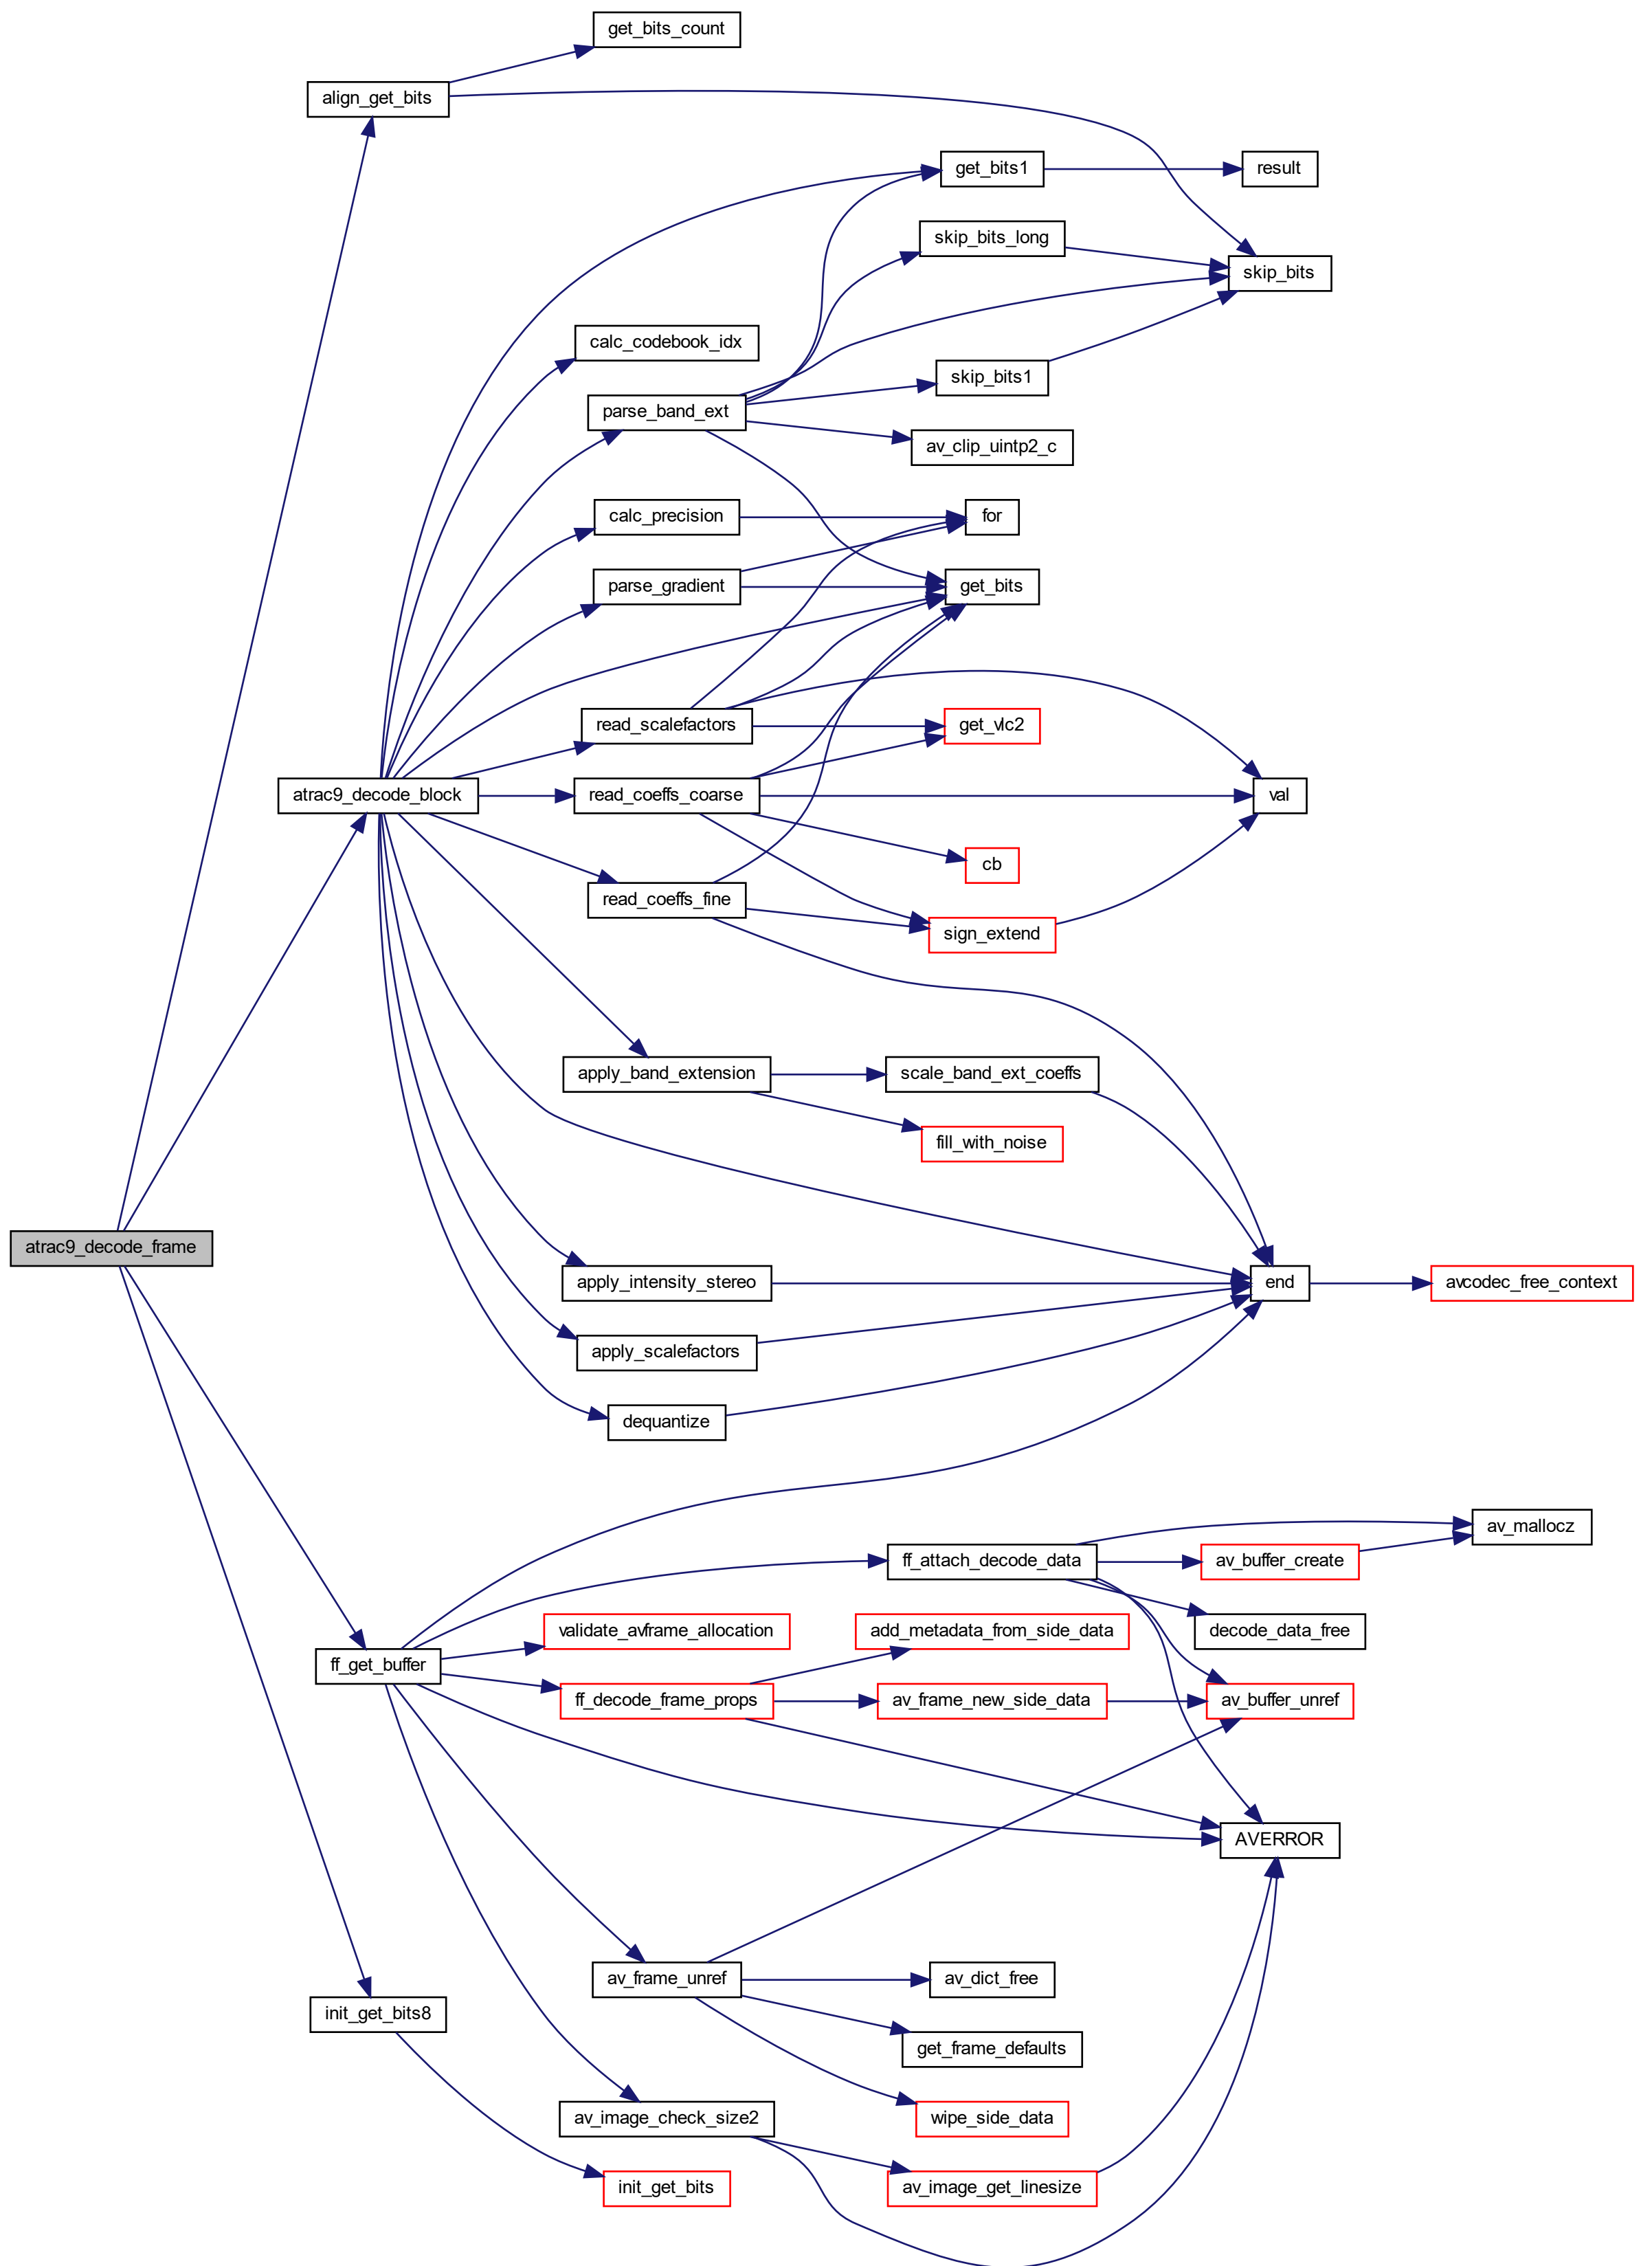 get_bits_count
align_get_bits
get_bits1
result
skip_bits_long
skip_bits
calc_codebook_idx
skip_bits1
parse_band_ext
av_clip_uintp2_c
calc_precision
for
parse_gradient
get_bits
read_scalefactors
get_vlc2
atrac9_decode_block
read_coeffs_coarse
val
cb
read_coeffs_fine
sign_extend
apply_band_extension
scale_band_ext_coeffs
fill_with_noise
atrac9_decode_frame
apply_intensity_stereo
end
avcodec_free_context
apply_scalefactors
dequantize
av_mallocz
ff_attach_decode_data
av_buffer_create
validate_avframe_allocation
add_metadata_from_side_data
decode_data_free
ff_get_buffer
ff_decode_frame_props
av_frame_new_side_data
av_buffer_unref
AVERROR
av_frame_unref
av_dict_free
init_get_bits8
get_frame_defaults
av_image_check_size2
wipe_side_data
init_get_bits
av_image_get_linesize